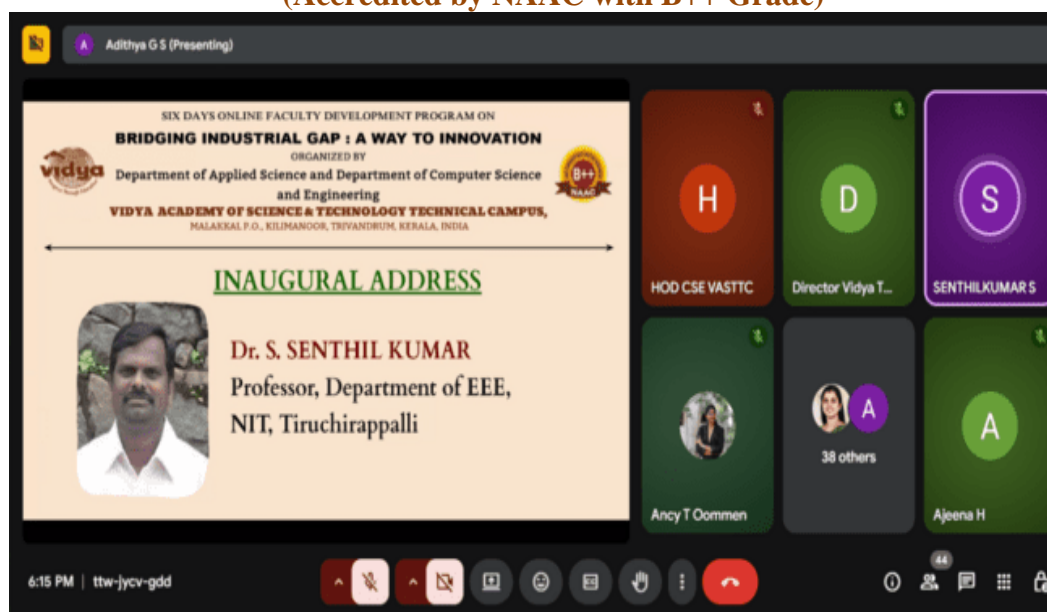 (Accredited by NAAC with B++ Grade)
A
Adithya G S (Presenting)
SIX DAYS ONLINE FACULTY DEVELOPMENT PROGRAM ON
BRIDGING INDUSTRIAL GAP : A WAY TO INNOVATION
ORGANIZED BY
Department of Applied Science and Department of Computer Science
and Engineering
VIDYA ACADEMY OF SCIENCE & TECHNOLOGY TECHNICAL CAMPUS,
MALAKKAL P.O., KILIMANOOR, TRIVANDRUM, KERALA, INDIA
vidya
B++
NAAC
INAUGURAL ADDRESS
Dr. S. SENTHIL KUMAR
Professor, Department of EEE,
NIT, Tiruchirappalli
H
HOD CSE VASTTC
D
Director Vidya T...
S
SENTHILKUMAR S
Ancy T Oommen
A
38 others
A
Ajeena H
6:15 PM | ttw-jycv-gdd
44